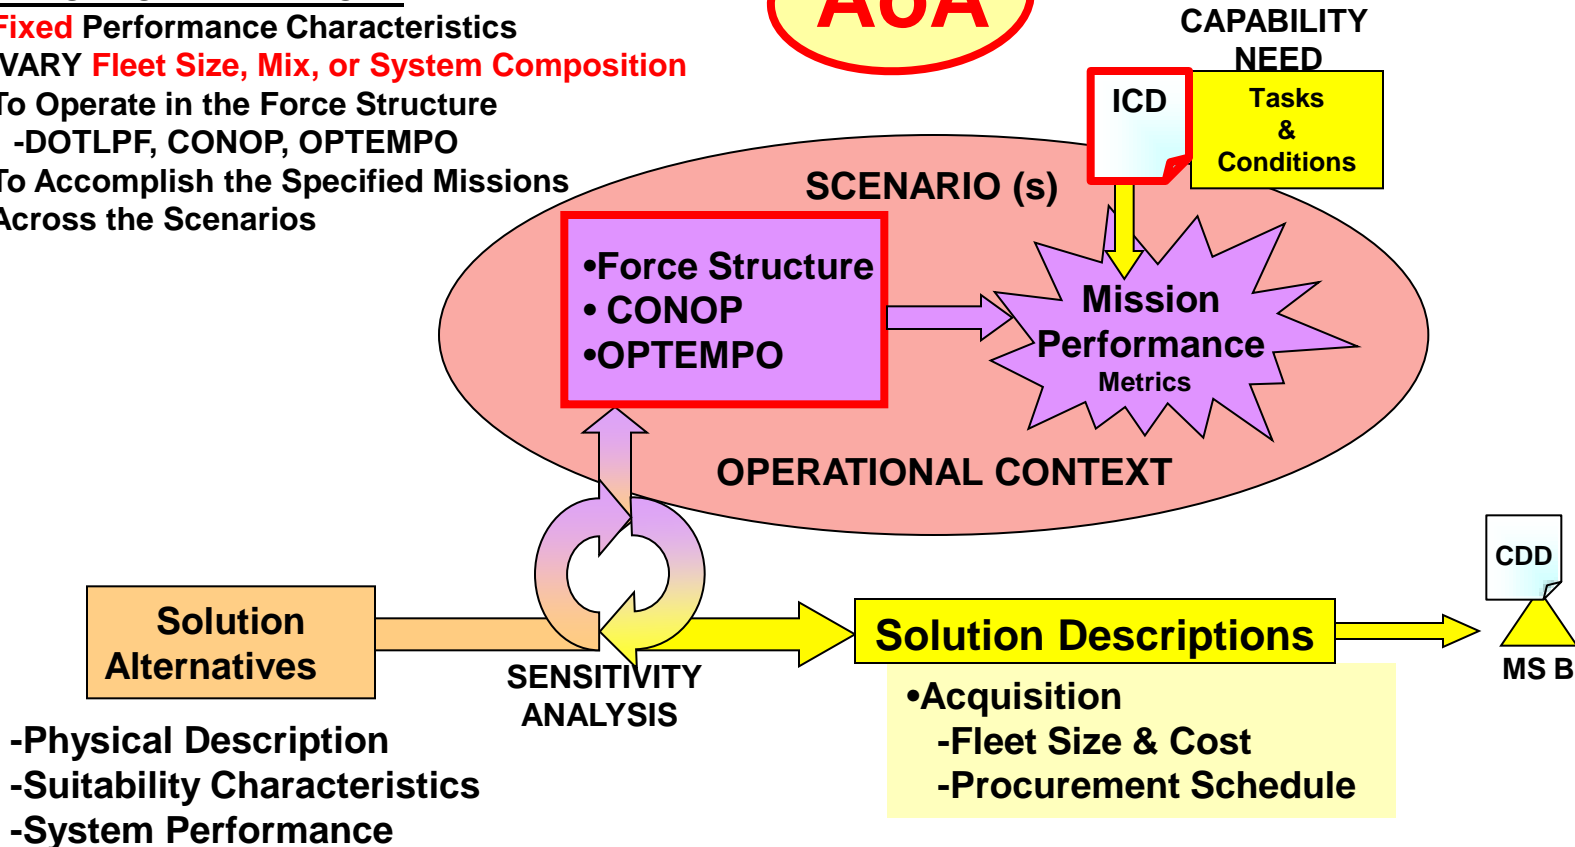 AoA
Fixed Performance Characteristics
VARY Fleet Size, Mix, or System Composition
To Operate in the Force Structure
-DOTLPF, CONOP, OPTEMPO
To Accomplish the Specified Missions
Across the Scenarios
CAPABILITY
NEED
ICD
Tasks
&
Conditions
SCENARIO (s)
•Force Structure
• CONOP
•OPTEMPO
Mission
Performance
Metrics
OPERATIONAL CONTEXT
Solution
Alternatives
SENSITIVITY
ANALYSIS
Solution Descriptions
CDD
MS B
-Physical Description
-Suitability Characteristics
-System Performance
•Acquisition
-Fleet Size & Cost
-Procurement Schedule